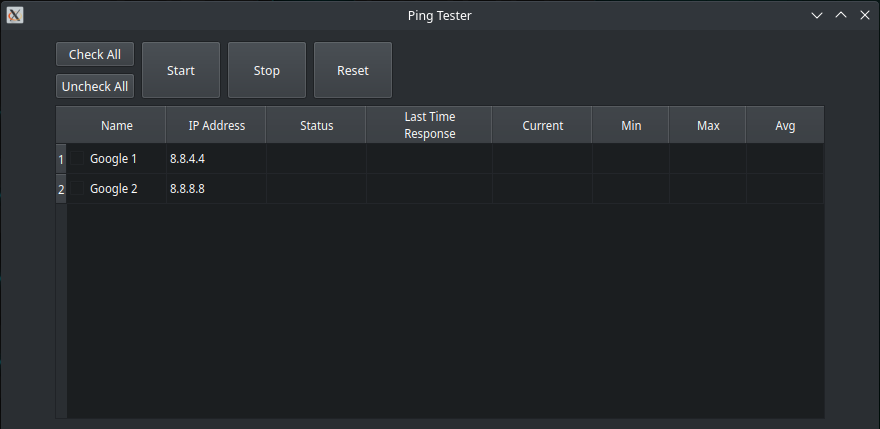 Ping Tester
Check All
Uncheck All
Start
Stop
Reset
Name IP Address Status Last Time Response Current Min Max Avg
1 Google 1 8.8.4.4
2 Google 2 8.8.8.8